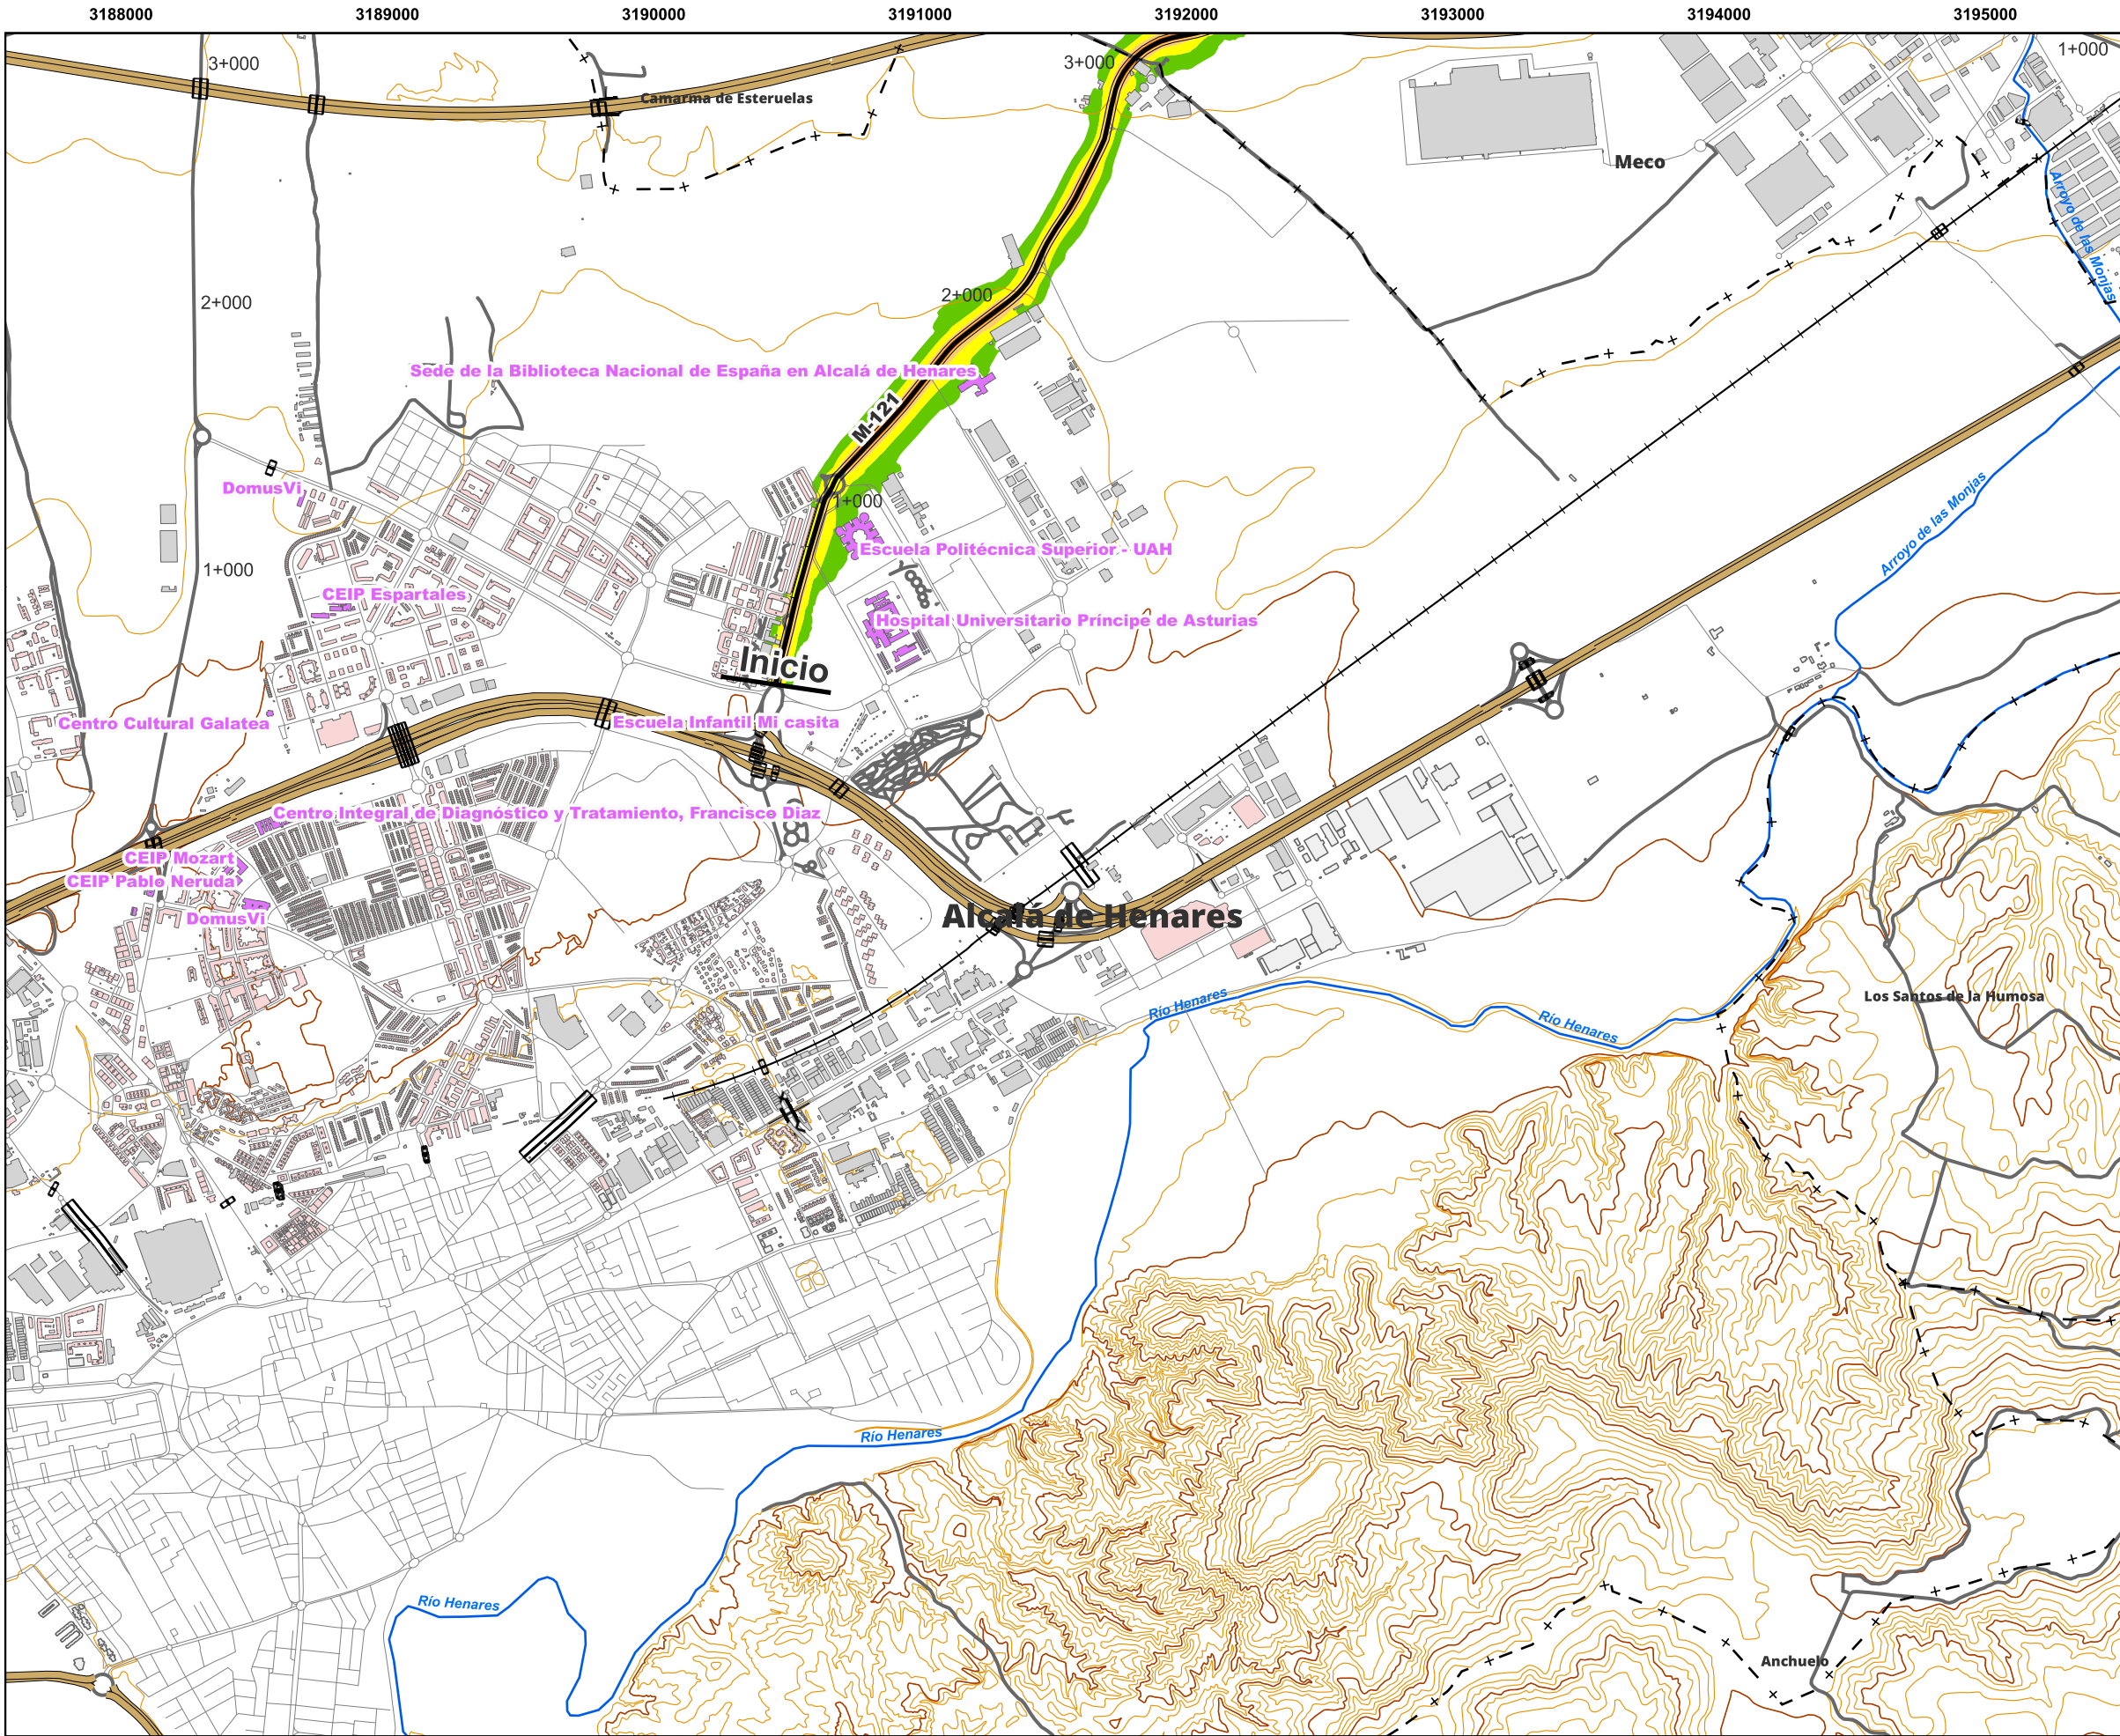 3188000 3189000 3190000 3191000 3192000 3193000 3194000 3195000
3+000
3+000
1+000
Camarma de Esteruelas
Meco
Arroyo de las Monjas
Arroyo de las Monjas
2+000
2+000
Sede de la Biblioteca Nacional de España en Alcalá de Henares
M-121
DomusVi
1+000
Escuela Politécnica Superior - UAH
Arroyo de las Monjas
1+000
CEIP Espartales
Hospital Universitario Príncipe de Asturias
Inicio
Centro Cultural Galatea
Escuela Infantil Mi casita
Centro Integral de Diagnóstico y Tratamiento, Francisco Diaz
CEIP Mozart
CEIP Pablo Neruda
DomusVi
Alcalá de Henares
Los Santos de la Humosa
Río Henares
Río Henares
Río Henares
Río Henares
Anchuelo